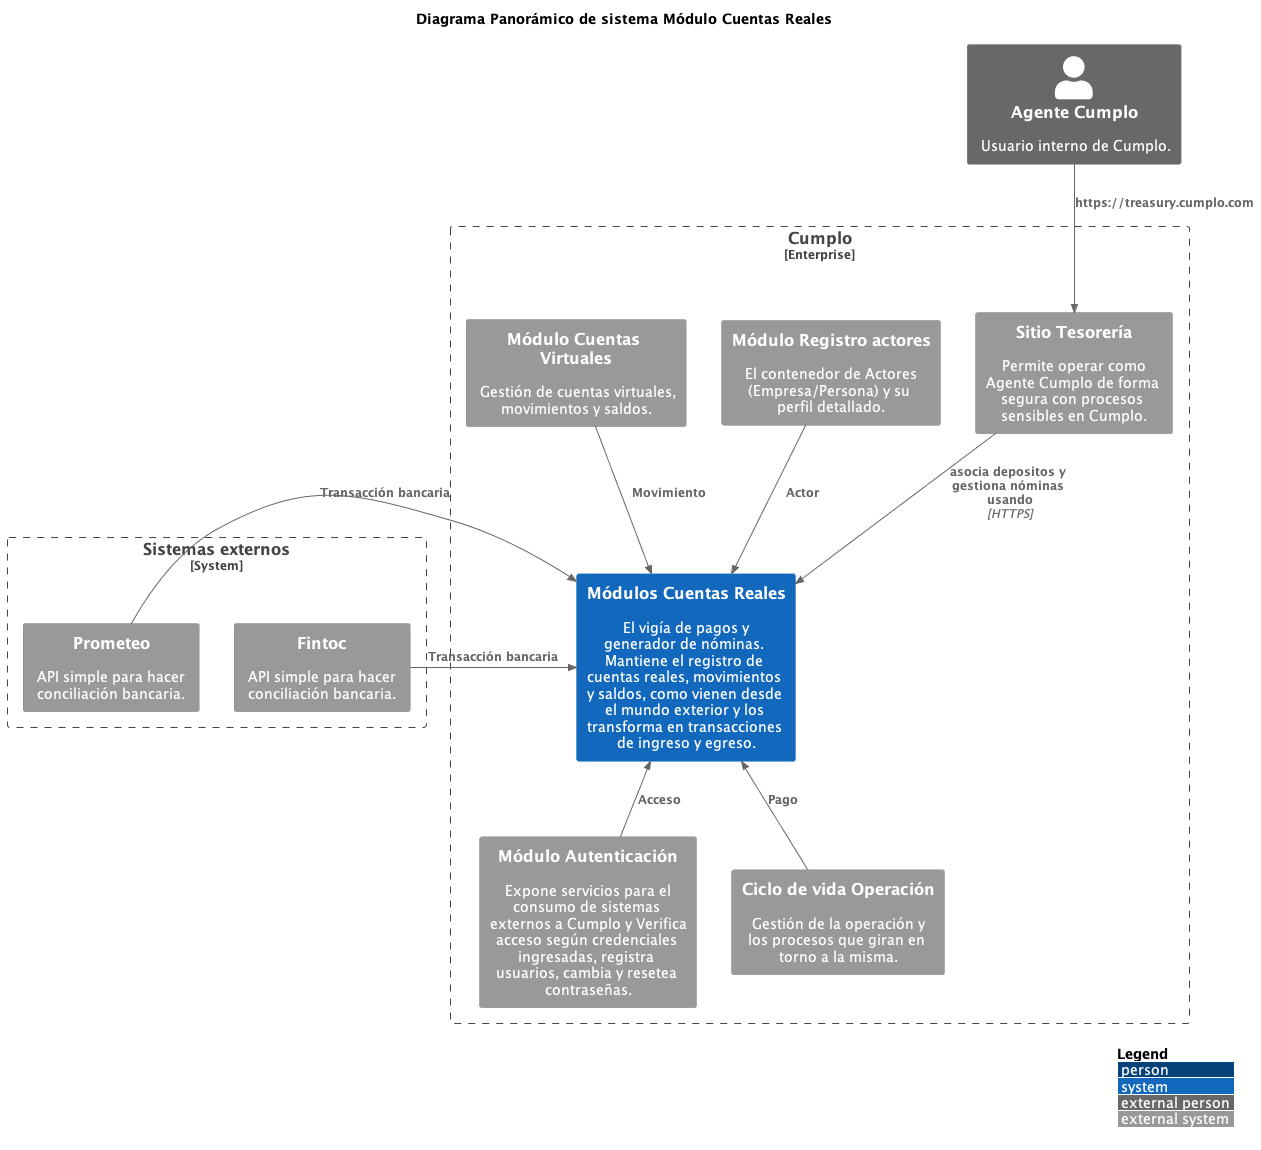 Diagrama Panorámico de sistema Módulo Cuentas Reales
Agente Cumplo
Usuario interno de Cumplo.
https://treasury.cumplo.com
Cumplo
[Enterprise]
Módulo Cuentas
Virtuales
Gestión de cuentas virtuales,
movimientos y saldos.
Módulo Registro actores
El contenedor de Actores
(Empresa/Persona) y su
perfil detallado.
Sitio Tesorería
Permite operar como
Agente Cumplo de forma
segura con procesos
sensibles en Cumplo.
Transacción bancaria
Movimiento
Actor
asocia depositos y
gestiona nóminas
usando
[HTTPS]
Sistemas externos
[System]
Prometeo
API simple para hacer
conciliación bancaria.
Fintoc
API simple para hacer
conciliación bancaria.
Transacción bancaria
Módulos Cuentas Reales
El vigía de pagos y
generador de nóminas.
Mantiene el registro de
cuentas reales, movimientos
y saldos, como vienen desde
el mundo exterior y los
transforma en transacciones
de ingreso y egreso.
Acceso
Pago
Módulo Autenticación
Expone servicios para el
consumo de sistemas
externos a Cumplo y Verifica
acceso según credenciales
ingresadas, registra
usuarios, cambia y resetea
contraseñas.
Ciclo de vida Operación
Gestión de la operación y
los procesos que giran en
torno a la misma.
Legend
person
system
external person
external system